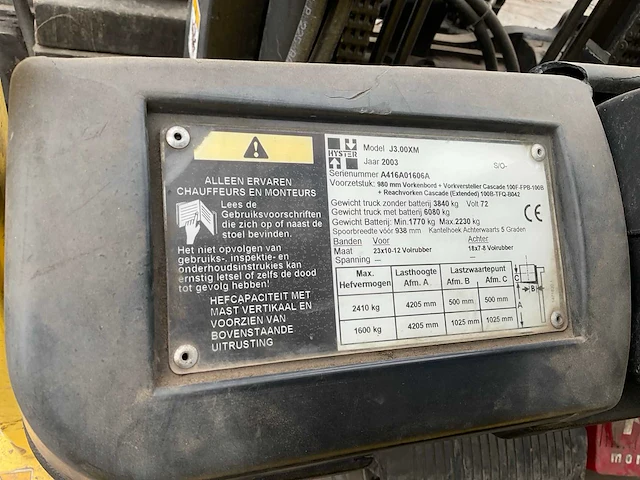 ALLEEN ERVAREN
CHAUFFEURS EN MONTEURS
Lees de
Gebruiksvoorschriften
die zich op of naast de
stoel bevinden.
Het niet opvolgen van
gebruiks-, inspektie- en
onderhoudsinstrukties kan
ernstig letsel of zelfs de dood
tot gevolg hebben!
HEFCAPACITEIT MET
MAST VERTIKAAL EN
VOORZIEN VAN
BOVENSTAANDE
UITRUSTING
HYSTER
Model J3.00XM
Jaar 2003
S/O-
Serienummer A416A01606A
Voorzetstuk: 980 mm Vorkenbord + Vorkversteller Cascade 100F-FPB-100B
+ Reachvorken Cascade (Extended) 100B-TFQ-B042
Gewicht truck zonder batterij 3840 kg Volt 72
Gewicht truck met batterij 6080 kg
Gewicht Batterij: Min.1770 kg Max. 2230 kg
Spoorbreedte vóór 938 mm Kantelhoek Achterwaarts 5 Graden
CE
Banden Voor Achter
Maat 23x10-12 Volrubber 18x7-8 Volrubber
Spanning — —
Max. Hefvermogen Lasthoogte Afm. A Lastzwaartepunt Afm. B Afm. C
2410 kg 4205 mm 500 mm 500 mm
1600 kg 4205 mm 1025 mm 1025 mm
C
B
A